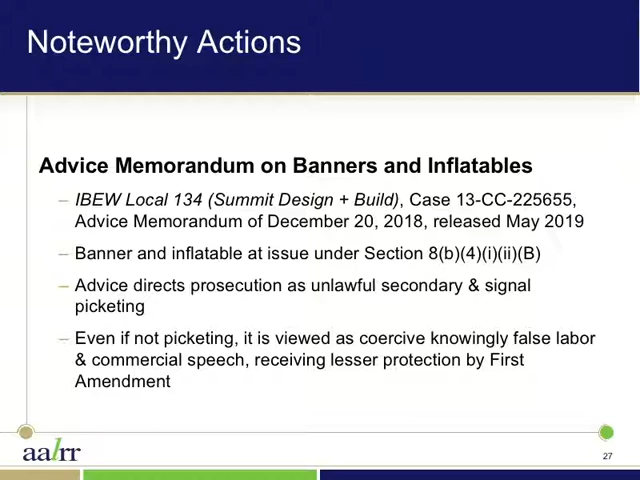 Noteworthy Actions
Advice Memorandum on Banners and Inflatables
– IBEW Local 134 (Summit Design + Build), Case 13-CC-225655,
Advice Memorandum of December 20, 2018, released May 2019
– Banner and inflatable at issue under Section 8(b)(4)(i)(ii)(B)
– Advice directs prosecution as unlawful secondary & signal
picketing
– Even if not picketing, it is viewed as coercive knowingly false labor
& commercial speech, receiving lesser protection by First
Amendment
aalrr
27